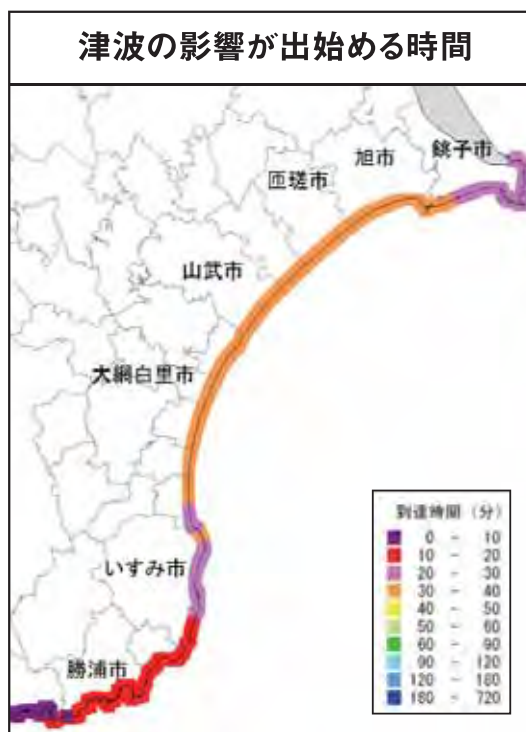 津波の影響が出始める時間
銚子市
旭市
匝瑳市
山武市
大網白里市
いすみ市
勝浦市
到達時間（分）
0 - 10
10 - 20
20 - 30
30 - 40
40 - 50
50 - 60
60 - 90
90 - 120
120 - 180
180 - 720